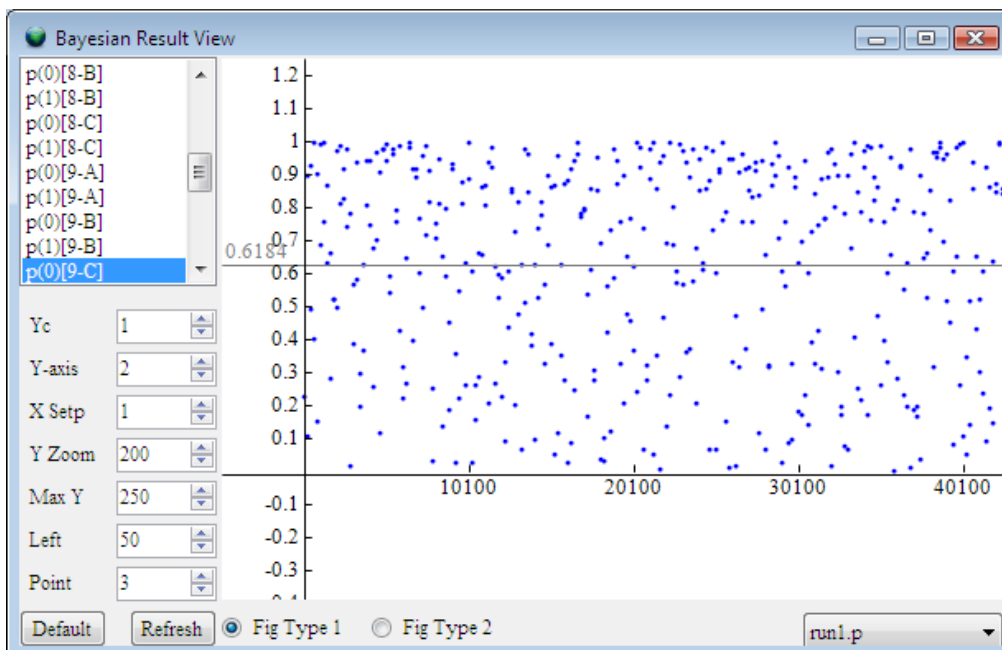 Bayesian Result View
p(0)[8-B]
p(1)[8-B]
p(0)[8-C]
p(1)[8-C]
p(0)[9-A]
p(1)[9-A]
p(0)[9-B]
p(1)[9-B]
p(0)[9-C]
Yc 1
Y-axis 2
X Setp 1
Y Zoom 200
Max Y 250
Left 50
Point 3
Default Refresh Fig Type 1 Fig Type 2 run1.p
1.2
1.1
1
0.9
0.8
0.7
0.6184
0.6
0.5
0.4
0.3
0.2
0.1
10100 20100 30100 40100
-0.1
-0.2
-0.3